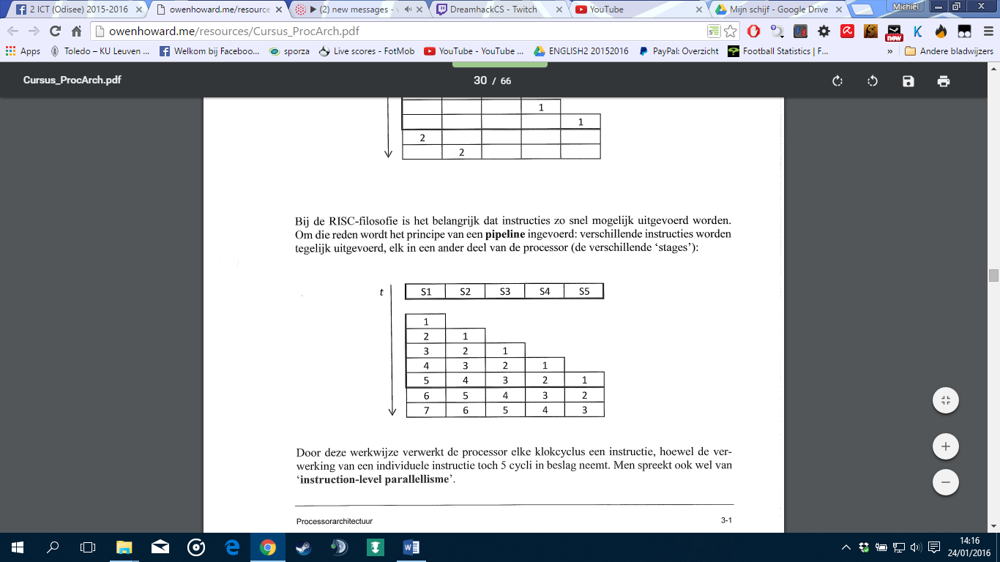 2 ICT (Odisee) 2015-2016
owenhoward.me/resource
(2) new messages -
DreamhackCS - Twitch
YouTube
Mijn schijf - Google Drive
Michiel
owenhoward.me/resources/Cursus_ProcArch.pdf
new
Apps
Toledo – KU Leuven ...
Welkom bij Faceboo...
sporza
Live scores - FotMob
YouTube - YouTube ...
ENGLISH2 20152016
PayPal: Overzicht
Football Statistics | F...
»
Andere bladwijzers
Cursus_ProcArch.pdf
30 / 66
1
1
2
2
Bij de RISC-filosofie is het belangrijk dat instructies zo snel mogelijk uitgevoerd worden.
Om die reden wordt het principe van een pipeline ingevoerd: verschillende instructies worden
tegelijk uitgevoerd, elk in een ander deel van de processor (de verschillende ‘stages’):
t S1 S2 S3 S4 S5
1
2 1
3 2 1
4 3 2 1
5 4 3 2 1
6 5 4 3 2
7 6 5 4 3
Door deze werkwijze verwerkt de processor elke klokcyclus een instructie, hoewel de ver-
werking van een individuele instructie toch 5 cycli in beslag neemt. Men spreekt ook wel van
‘instruction-level parallellisme’.
Processorarchitectuur
3-1
14:16
24/01/2016